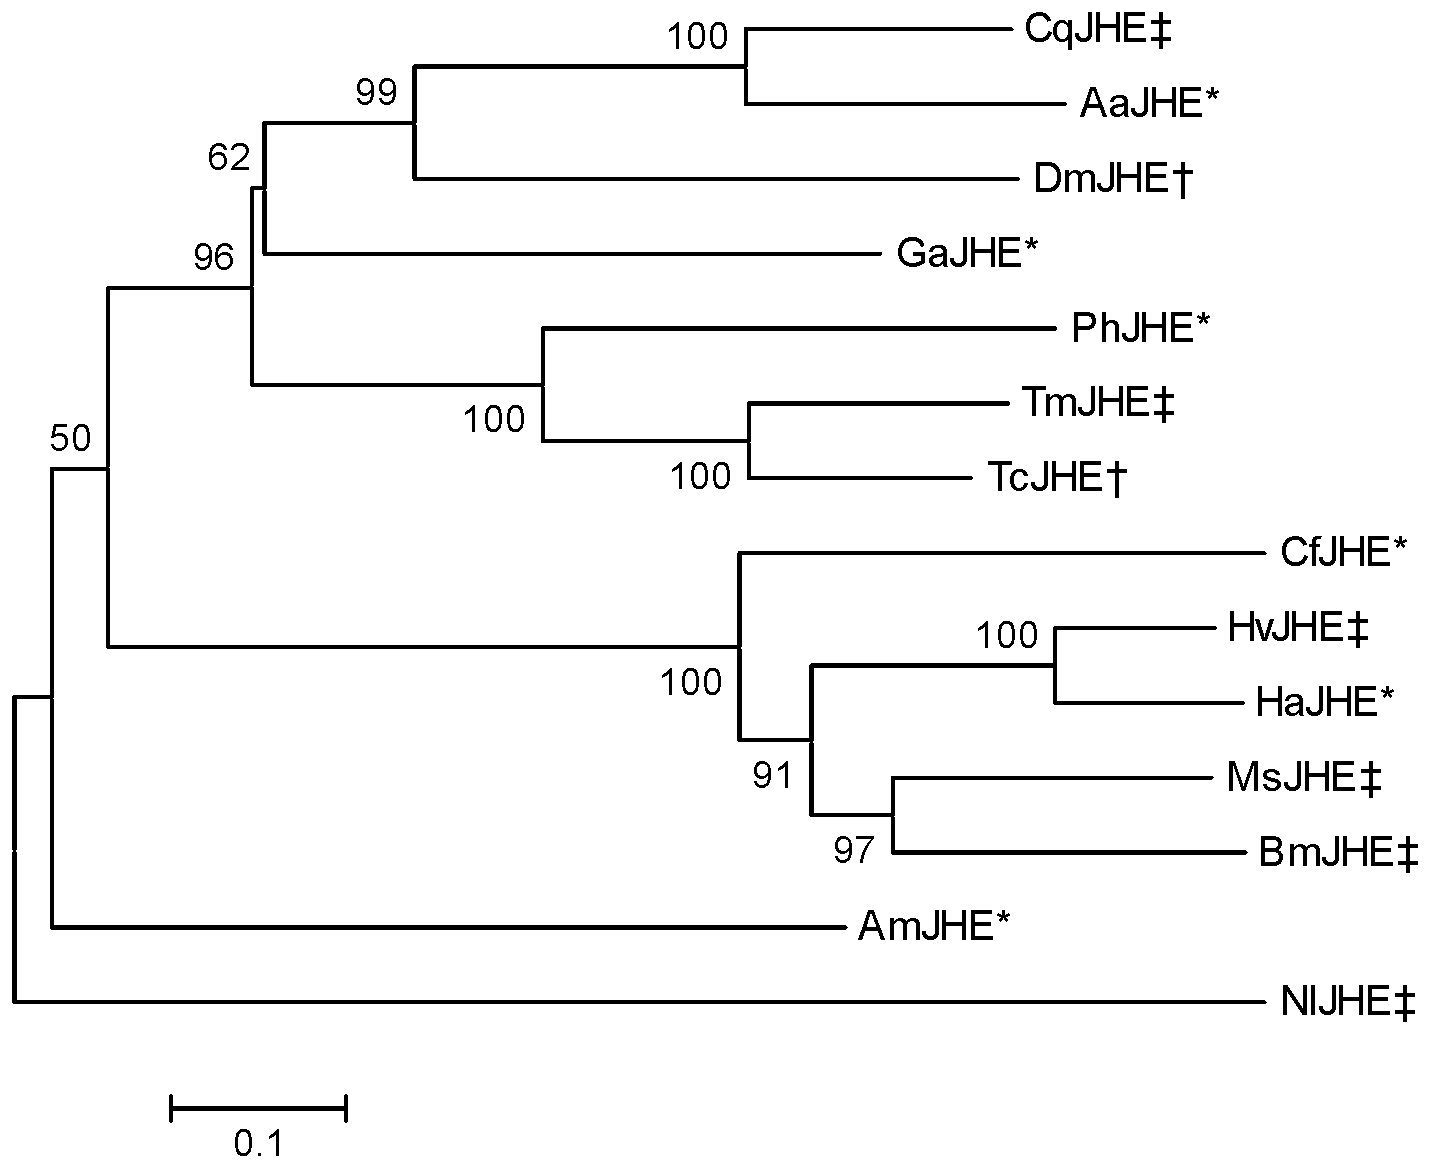 100
CqJHE‡
99
AaJHE*
62
DmJHE†
96
GaJHE*
PhJHE*
100
TmJHE‡
50
100
TcJHE†
CfJHE*
100
HvJHE‡
100
HaJHE*
91
MsJHE‡
97
BmJHE‡
AmJHE*
NlJHE‡
0.1